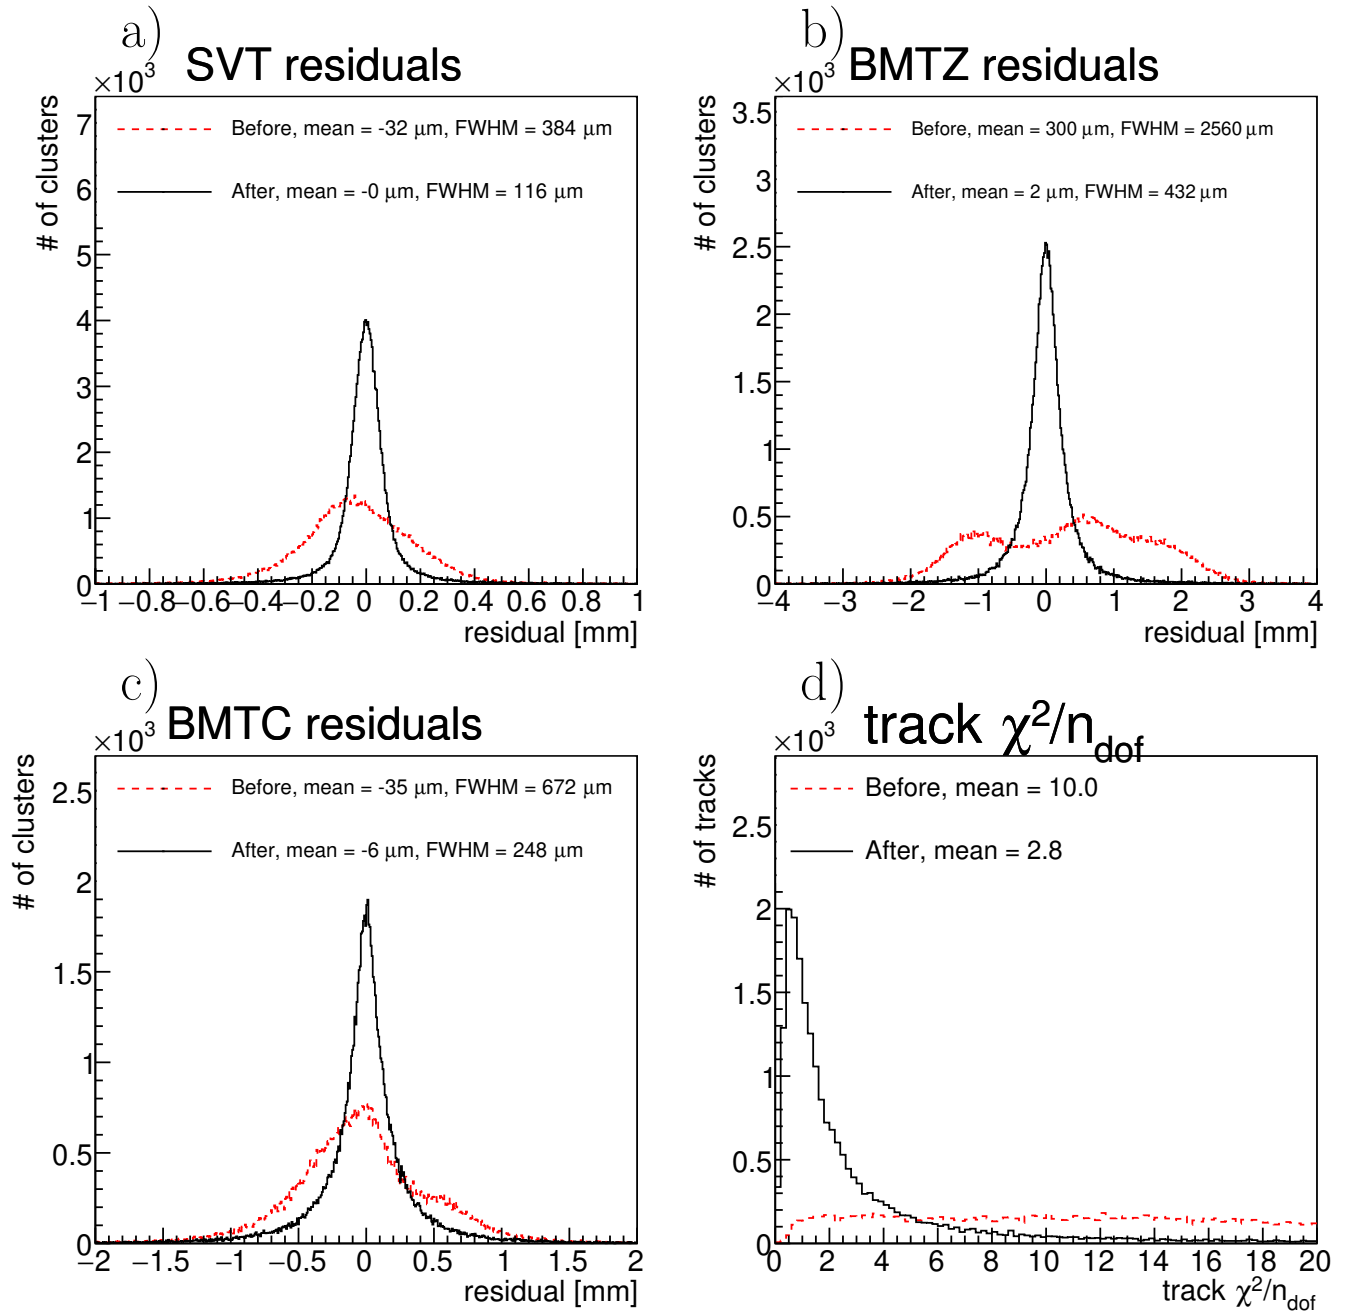 a)
SVT residuals
×10³
# of clusters
Before, mean = -32 μm, FWHM = 384 μm
After, mean = -0 μm, FWHM = 116 μm
7
6
5
4
3
2
1
0
−1 −0.8 −0.6 −0.4 −0.2 0 0.2 0.4 0.6 0.8 1
residual [mm]
b)
BMTZ residuals
×10³
# of clusters
Before, mean = 300 μm, FWHM = 2560 μm
After, mean = 2 μm, FWHM = 432 μm
3.5
3
2.5
2
1.5
1
0.5
0
−4 −3 −2 −1 0 1 2 3 4
residual [mm]
c)
BMTC residuals
×10³
# of clusters
Before, mean = -35 μm, FWHM = 672 μm
After, mean = -6 μm, FWHM = 248 μm
2.5
2
1.5
1
0.5
0
−2 −1.5 −1 −0.5 0 0.5 1 1.5 2
residual [mm]
d)
track χ²/n_dof
×10³
# of tracks
Before, mean = 10.0
After, mean = 2.8
2.5
2
1.5
1
0.5
0
0 2 4 6 8 10 12 14 16 18 20
track χ²/n_dof